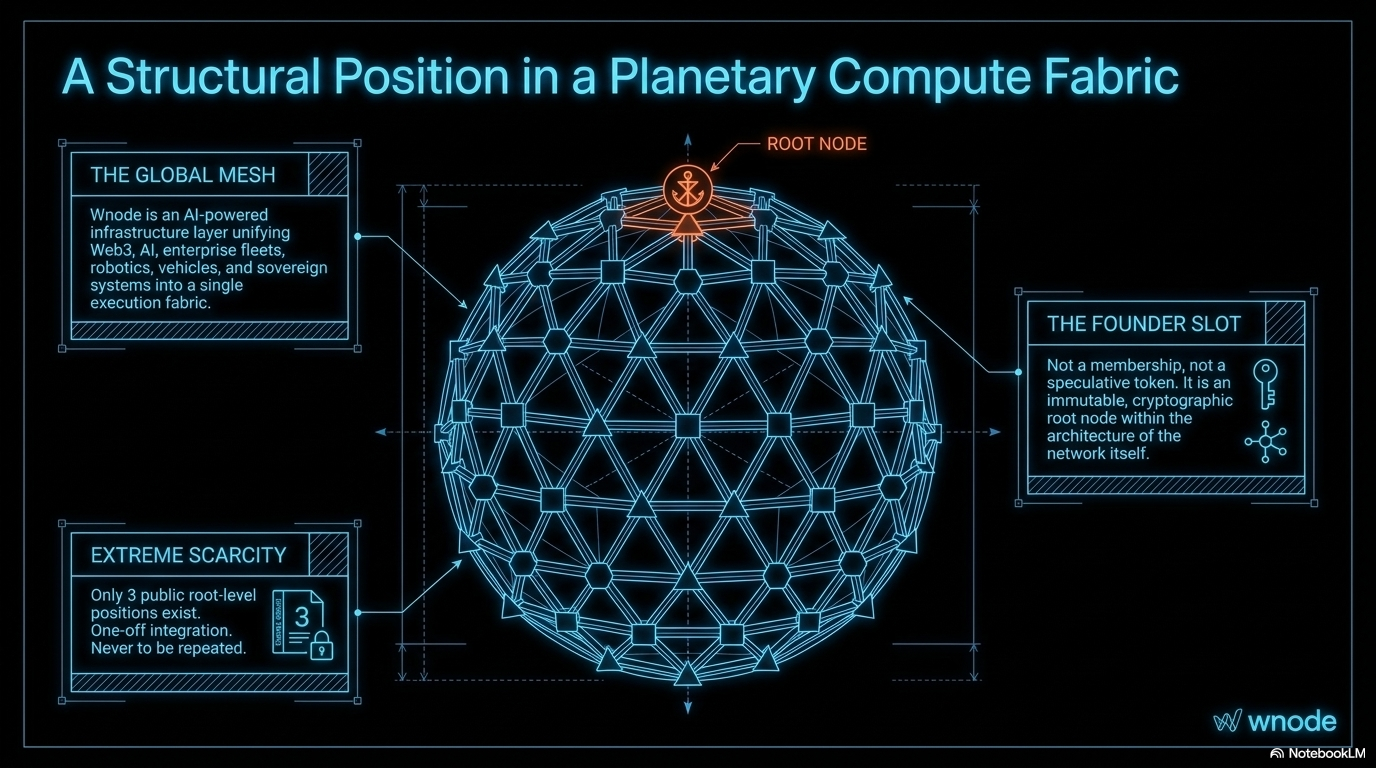 A Structural Position in a Planetary Compute Fabric
ROOT NODE
THE GLOBAL MESH
Wnode is an AI-powered
infrastructure layer unifying
Web3, AI, enterprise fleets,
robotics, vehicles, and sovereign
systems into a single
execution fabric.
THE FOUNDER SLOT
Not a membership, not a
speculative token. It is an
immutable, cryptographic
root node within the
architecture of the
network itself.
EXTREME SCARCITY
Only 3 public root-level
positions exist.
One-off integration.
Never to be repeated.
3
wnode
NotebookLM